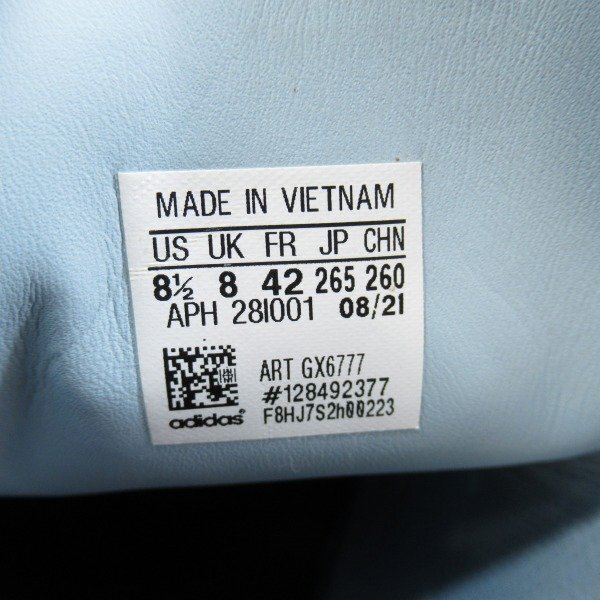 MADE IN VIETNAM
US UK FR JP CHN
8½ 8 42 265 260
APH 28I001 08/21
ART GX6777
#128492377
adidas® F8HJ7S2h00223